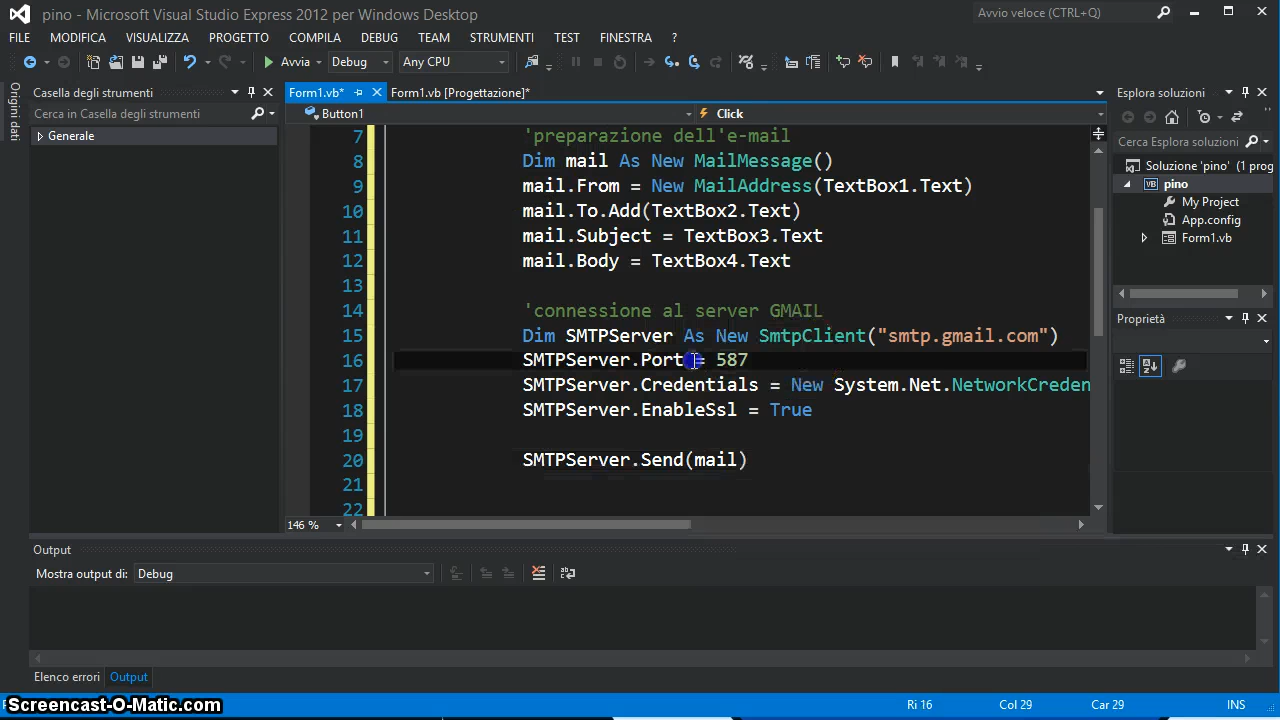 pino - Microsoft Visual Studio Express 2012 per Windows Desktop
Avvio veloce (CTRL+Q)
FILE MODIFICA VISUALIZZA PROGETTO COMPILA DEBUG TEAM STRUMENTI TEST FINESTRA ?
Avvia Debug Any CPU
Origini dati
Casella degli strumenti
Cerca in Casella degli strumenti
Generale
Form1.vb* Form1.vb [Progettazione]*
Button1 Click
7 'preparazione dell'e-mail
8 Dim mail As New MailMessage()
9 mail.From = New MailAddress(TextBox1.Text)
10 mail.To.Add(TextBox2.Text)
11 mail.Subject = TextBox3.Text
12 mail.Body = TextBox4.Text
13
14 'connessione al server GMAIL
15 Dim SMTPServer As New SmtpClient("smtp.gmail.com")
16 SMTPServer.Port = 587
17 SMTPServer.Credentials = New System.Net.NetworkCreden
18 SMTPServer.EnableSsl = True
19
20 SMTPServer.Send(mail)
21
22
146 %
Esplora soluzioni
Cerca Esplora soluzioni
Soluzione 'pino' (1 prog
VB pino
My Project
App.config
Form1.vb
Proprietà
Output
Mostra output di: Debug
Elenco errori Output
Screencast-O-Matic.com
Ri 16 Col 29 Car 29 INS